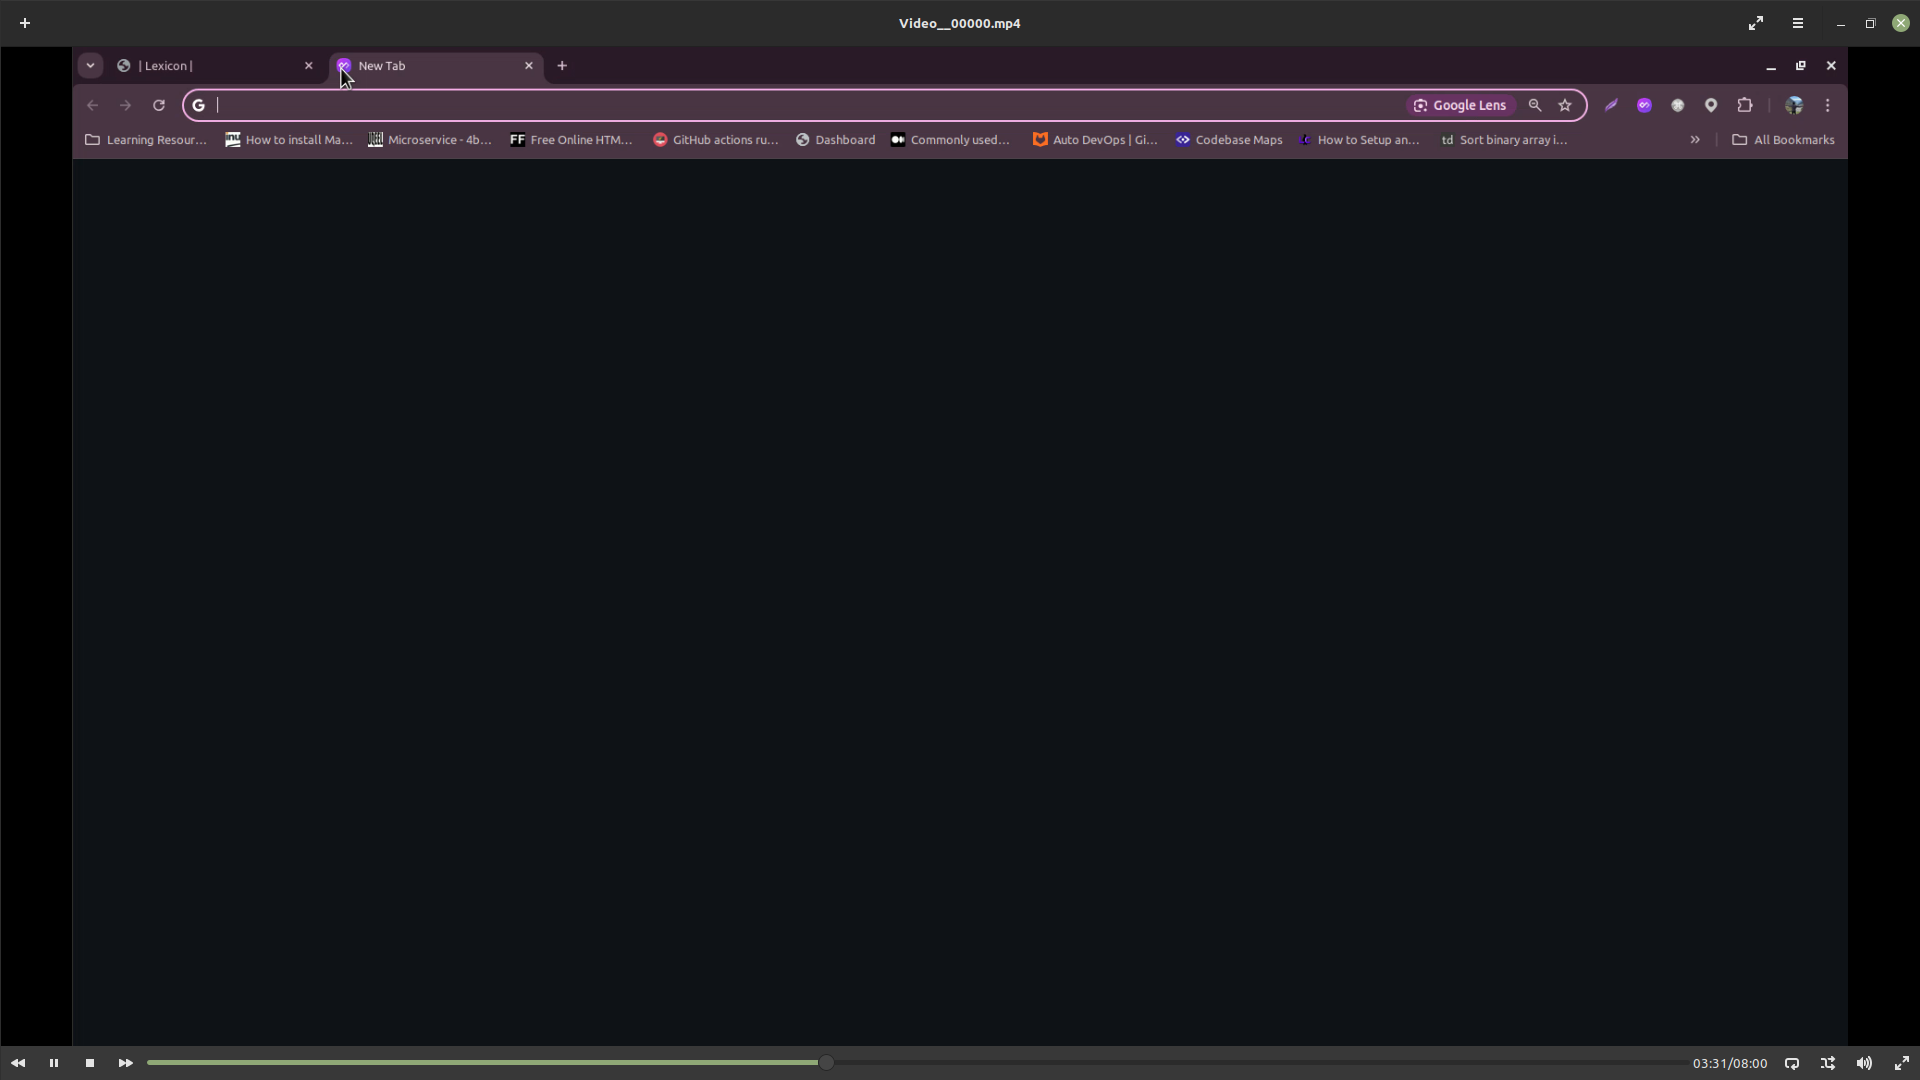 Video__00000.mp4
| Lexicon |
New Tab
G
Google Lens
Learning Resour...
How to install Ma...
Microservice - 4b...
FF Free Online HTM...
GitHub actions ru...
Dashboard
Commonly used...
Auto DevOps | Gi...
Codebase Maps
How to Setup an...
td Sort binary array i...
All Bookmarks
03:31/08:00